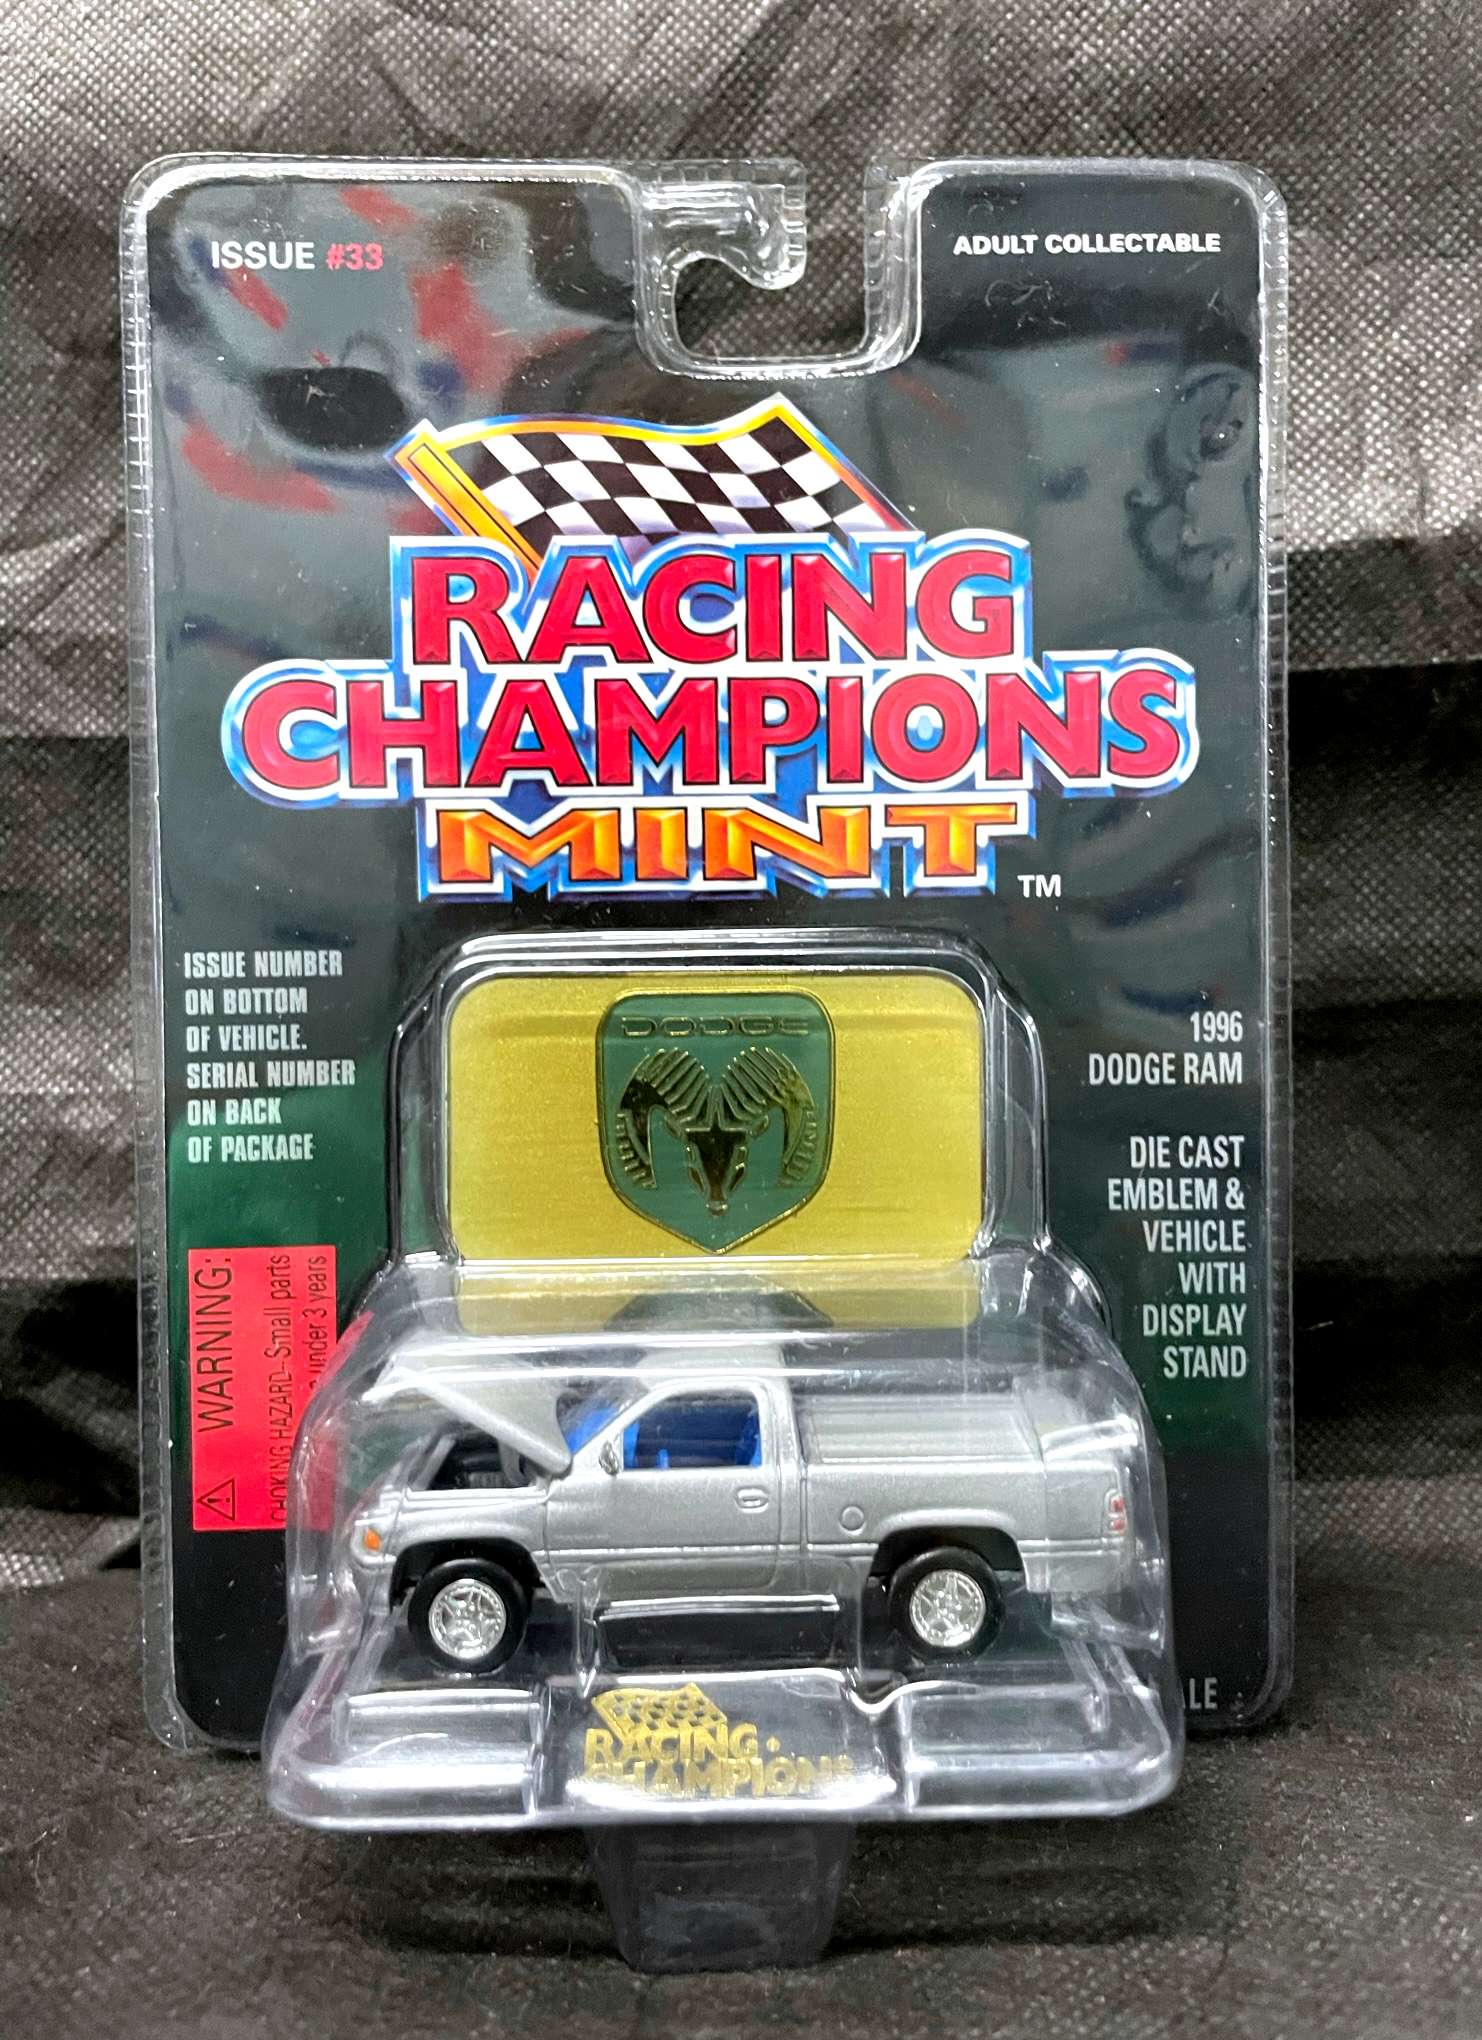 ISSUE #33
ADULT COLLECTABLE
RACING
CHAMPIONS
MINT
TM
ISSUE NUMBER
ON BOTTOM
OF VEHICLE.
SERIAL NUMBER
ON BACK
OF PACKAGE
DODGE
1996
DODGE RAM
DIE CAST
EMBLEM &
VEHICLE
WITH
DISPLAY
STAND
WARNING:
CHOKING HAZARD-Small parts
under 3 years
RACING
CHAMPIONS